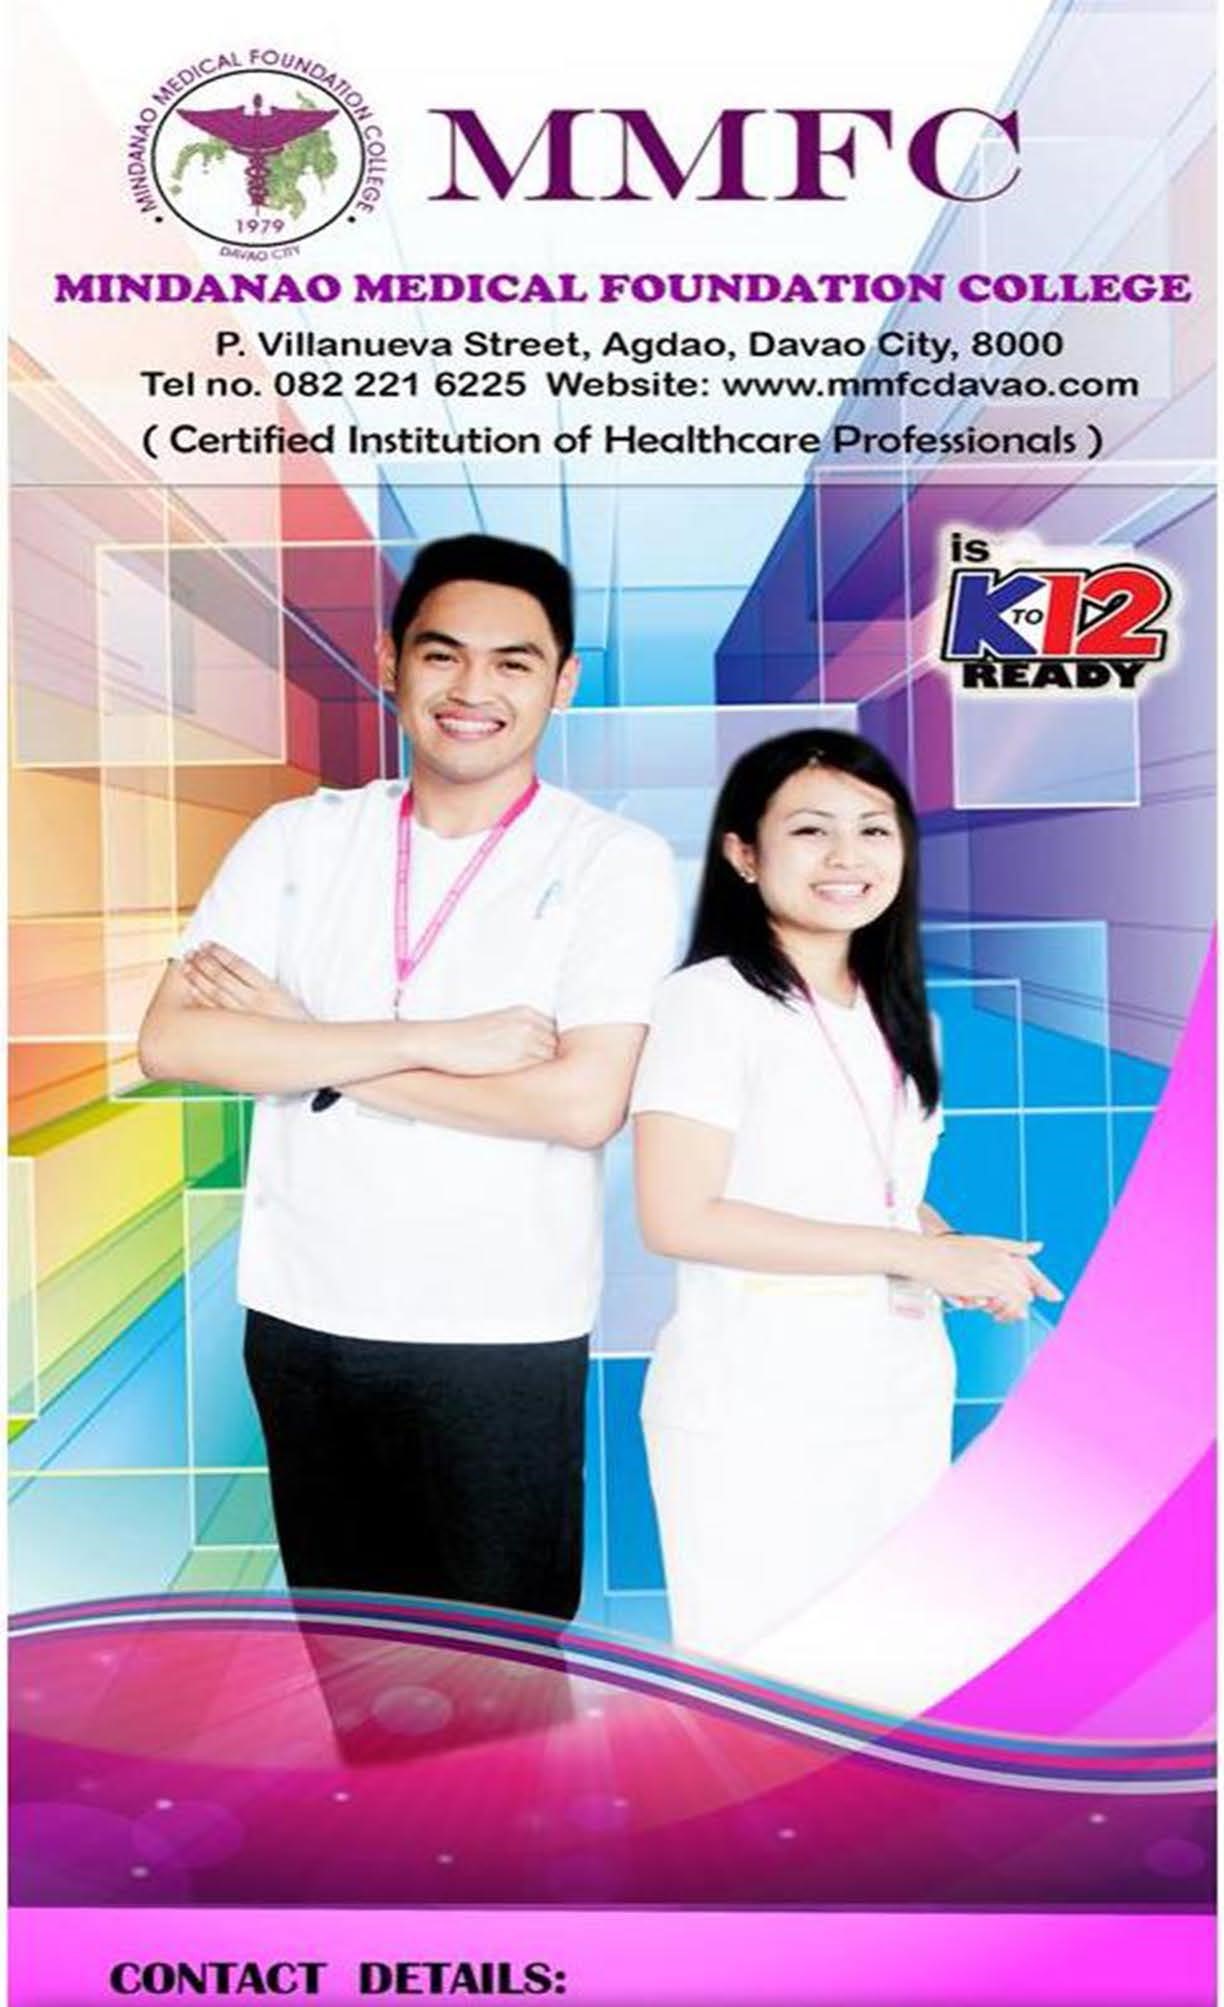 MINDANAO MEDICAL FOUNDATION COLLEGE
1979
DAVAO CITY
MMFC
MINDANAO MEDICAL FOUNDATION COLLEGE
P. Villanueva Street, Agdao, Davao City, 8000
Tel no. 082 221 6225 Website: www.mmfcdavao.com
( Certified Institution of Healthcare Professionals )
is
K TO 12
READY
CONTACT DETAILS: